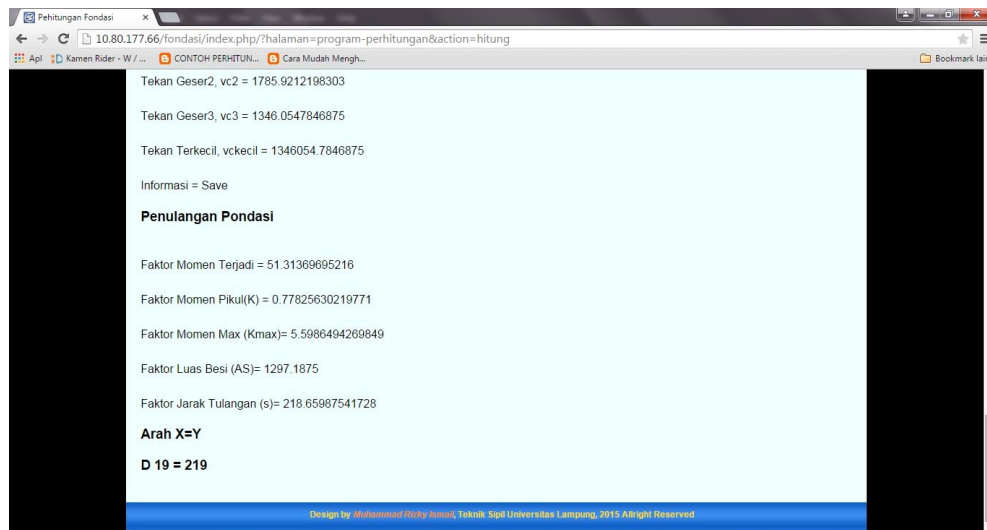 Pehitungan Fondasi
10.80.177.66/fondasi/index.php/?halaman=program-perhitungan&action=hitung
Apl Kamen Rider - W / ... CONTOH PERHITUN... Cara Mudah Mengh... Bookmark lain
Tekan Geser2, vc2 = 1785.9212198303
Tekan Geser3, vc3 = 1346.0547846875
Tekan Terkecil, vckecil = 1346054.7846875
Informasi = Save
Penulangan Pondasi
Faktor Momen Terjadi = 51.31369695216
Faktor Momen Pikul(K) = 0.77825630219771
Faktor Momen Max (Kmax)= 5.5986494269849
Faktor Luas Besi (AS)= 1297.1875
Faktor Jarak Tulangan (s)= 218.65987541728
Arah X=Y
D 19 = 219
Design by Muhammad Rizky Ismail, Teknik Sipil Universitas Lampung, 2015 Allright Reserved